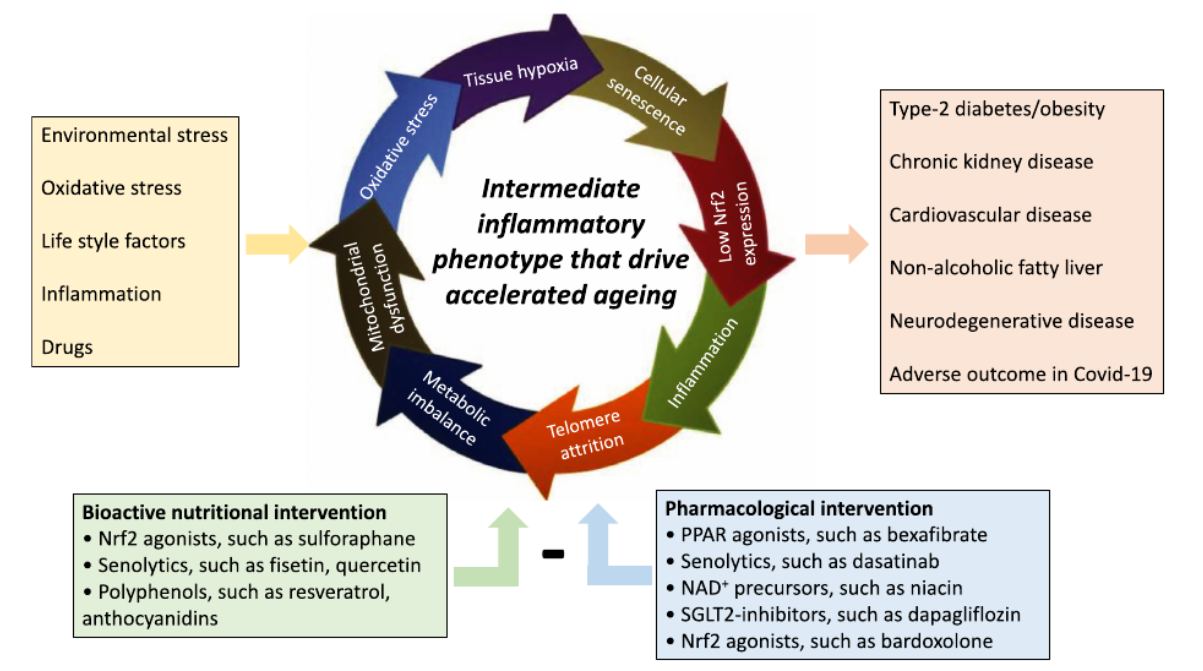 Environmental stress
Oxidative stress
Life style factors
Inflammation
Drugs
Tissue hypoxia
Cellular
senescence
Low Nrf2
expression
Inflammation
Telomere
attrition
Metabolic
imbalance
Mitochondrial
dysfunction
Oxidative stress
Intermediate
inflammatory
phenotype that drive
accelerated ageing
Type-2 diabetes/obesity
Chronic kidney disease
Cardiovascular disease
Non-alcoholic fatty liver
Neurodegenerative disease
Adverse outcome in Covid-19
Bioactive nutritional intervention
• Nrf2 agonists, such as sulforaphane
• Senolytics, such as fisetin, quercetin
• Polyphenols, such as resveratrol,
anthocyanidins
-
Pharmacological intervention
• PPAR agonists, such as bexafibrate
• Senolytics, such as dasatinab
• NAD⁺ precursors, such as niacin
• SGLT2-inhibitors, such as dapagliflozin
• Nrf2 agonists, such as bardoxolone